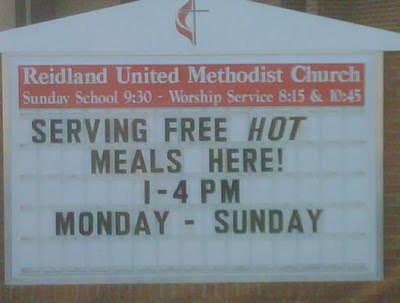 Reidland United Methodist Church
Sunday School 9:30 - Worship Service 8:15 & 10:45
SERVING FREE HOT
MEALS HERE!
1-4 PM
MONDAY - SUNDAY